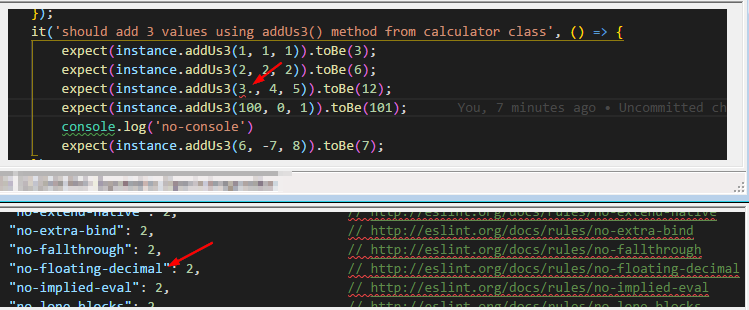 });
it('should add 3 values using addUs3() method from calculator class', () => {
expect(instance.addUs3(1, 1, 1)).toBe(3);
expect(instance.addUs3(2, 2, 2)).toBe(6);
expect(instance.addUs3(3., 4, 5)).toBe(12);
expect(instance.addUs3(100, 0, 1)).toBe(101); You, 7 minutes ago • Uncommitted ch
console.log('no-console')
expect(instance.addUs3(6, -7, 8)).toBe(7);
"no-extend-native": 2, // http://eslint.org/docs/rules/no-extend-native
"no-extra-bind": 2, // http://eslint.org/docs/rules/no-extra-bind
"no-fallthrough": 2, // http://eslint.org/docs/rules/no-fallthrough
"no-floating-decimal": 2, // http://eslint.org/docs/rules/no-floating-decimal
"no-implied-eval": 2, // http://eslint.org/docs/rules/no-implied-eval
"no-lone-blocks": 2, // http://eslint.org/docs/rules/no-lone-blocks